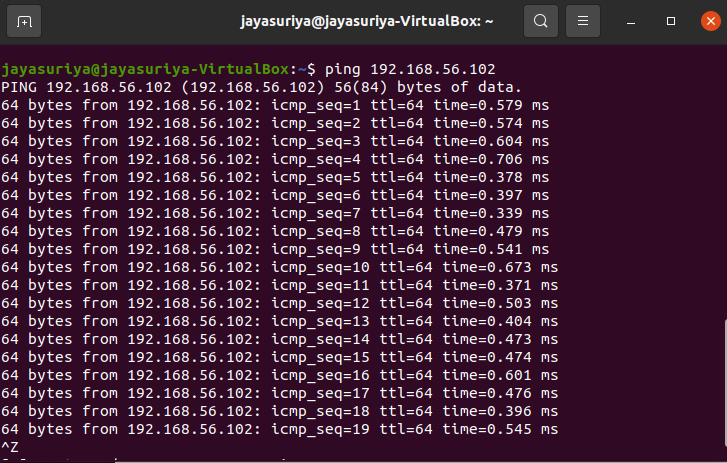 jayasuriya@jayasuriya-VirtualBox: ~
jayasuriya@jayasuriya-VirtualBox:~$ ping 192.168.56.102
PING 192.168.56.102 (192.168.56.102) 56(84) bytes of data.
64 bytes from 192.168.56.102: icmp_seq=1 ttl=64 time=0.579 ms
64 bytes from 192.168.56.102: icmp_seq=2 ttl=64 time=0.574 ms
64 bytes from 192.168.56.102: icmp_seq=3 ttl=64 time=0.604 ms
64 bytes from 192.168.56.102: icmp_seq=4 ttl=64 time=0.706 ms
64 bytes from 192.168.56.102: icmp_seq=5 ttl=64 time=0.378 ms
64 bytes from 192.168.56.102: icmp_seq=6 ttl=64 time=0.397 ms
64 bytes from 192.168.56.102: icmp_seq=7 ttl=64 time=0.339 ms
64 bytes from 192.168.56.102: icmp_seq=8 ttl=64 time=0.479 ms
64 bytes from 192.168.56.102: icmp_seq=9 ttl=64 time=0.541 ms
64 bytes from 192.168.56.102: icmp_seq=10 ttl=64 time=0.673 ms
64 bytes from 192.168.56.102: icmp_seq=11 ttl=64 time=0.371 ms
64 bytes from 192.168.56.102: icmp_seq=12 ttl=64 time=0.503 ms
64 bytes from 192.168.56.102: icmp_seq=13 ttl=64 time=0.404 ms
64 bytes from 192.168.56.102: icmp_seq=14 ttl=64 time=0.473 ms
64 bytes from 192.168.56.102: icmp_seq=15 ttl=64 time=0.474 ms
64 bytes from 192.168.56.102: icmp_seq=16 ttl=64 time=0.601 ms
64 bytes from 192.168.56.102: icmp_seq=17 ttl=64 time=0.476 ms
64 bytes from 192.168.56.102: icmp_seq=18 ttl=64 time=0.396 ms
64 bytes from 192.168.56.102: icmp_seq=19 ttl=64 time=0.545 ms
^Z